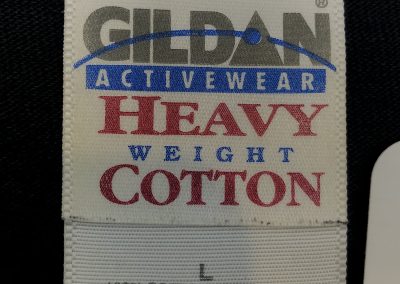 GILDAN®
ACTIVEWEAR
HEAVY
WEIGHT
COTTON
L